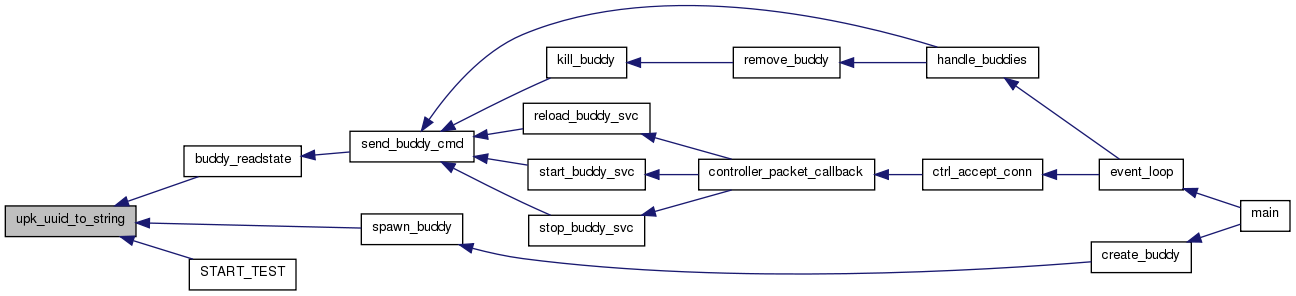 upk_uuid_to_string
buddy_readstate
spawn_buddy
START_TEST
send_buddy_cmd
kill_buddy
reload_buddy_svc
start_buddy_svc
stop_buddy_svc
remove_buddy
controller_packet_callback
handle_buddies
ctrl_accept_conn
event_loop
create_buddy
main